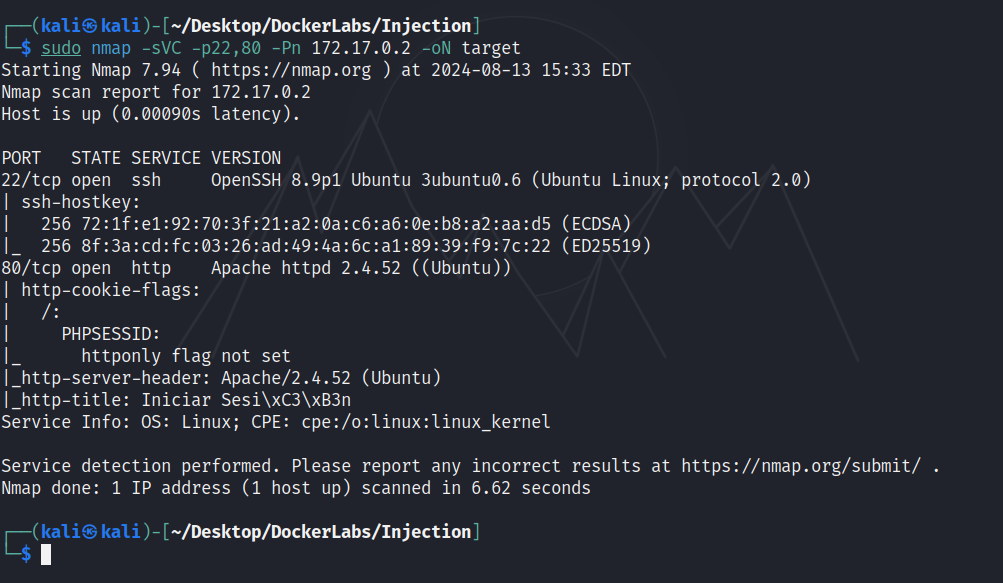 ┌──(kali㉿kali)-[~/Desktop/DockerLabs/Injection]
└─$ sudo nmap -sVC -p22,80 -Pn 172.17.0.2 -oN target
Starting Nmap 7.94 ( https://nmap.org ) at 2024-08-13 15:33 EDT
Nmap scan report for 172.17.0.2
Host is up (0.00090s latency).

PORT   STATE SERVICE VERSION
22/tcp open  ssh     OpenSSH 8.9p1 Ubuntu 3ubuntu0.6 (Ubuntu Linux; protocol 2.0)
| ssh-hostkey:
|   256 72:1f:e1:92:70:3f:21:a2:0a:c6:a6:0e:b8:a2:aa:d5 (ECDSA)
|_  256 8f:3a:cd:fc:03:26:ad:49:4a:6c:a1:89:39:f9:7c:22 (ED25519)
80/tcp open  http    Apache httpd 2.4.52 ((Ubuntu))
| http-cookie-flags:
|   /:
|     PHPSESSID:
|_      httponly flag not set
|_http-server-header: Apache/2.4.52 (Ubuntu)
|_http-title: Iniciar Sesi\xC3\xB3n
Service Info: OS: Linux; CPE: cpe:/o:linux:linux_kernel

Service detection performed. Please report any incorrect results at https://nmap.org/submit/ .
Nmap done: 1 IP address (1 host up) scanned in 6.62 seconds

┌──(kali㉿kali)-[~/Desktop/DockerLabs/Injection]
└─$